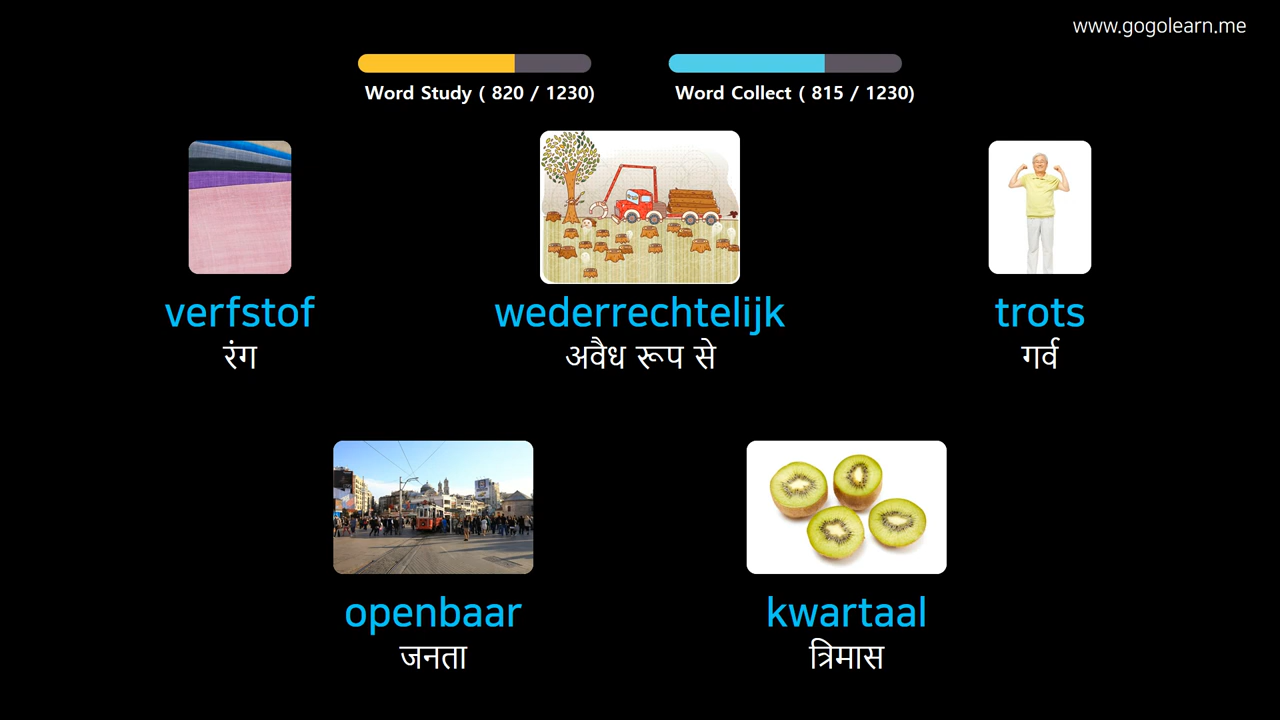 www.gogolearn.me
Word Study ( 820 / 1230)
Word Collect ( 815 / 1230)
verfstof
रंग
wederrechtelijk
अवैध रूप से
trots
गर्व
openbaar
जनता
kwartaal
त्रिमास